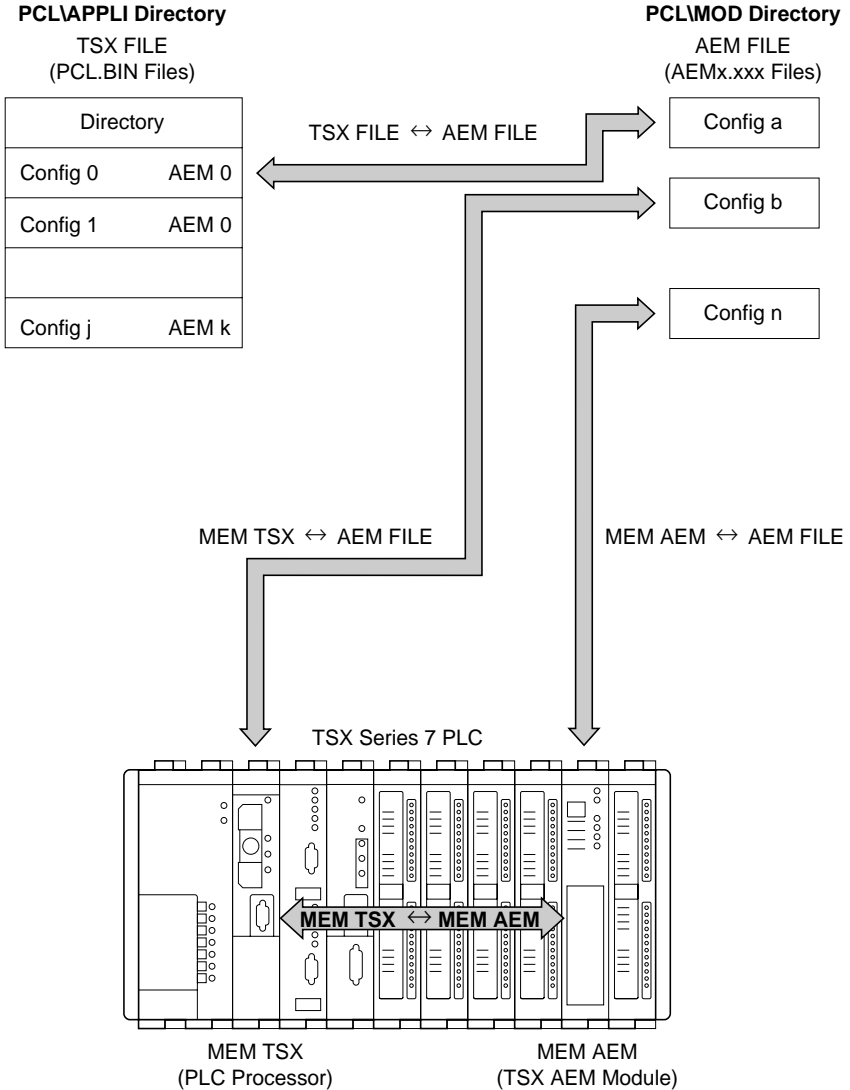 PCL\APPLI Directory
PCL\MOD Directory
TSX FILE
(PCL.BIN Files)
AEM FILE
(AEMx.xxx Files)
Directory
Config 0 AEM 0
Config 1 AEM 0
Config j AEM k
TSX FILE ↔ AEM FILE
Config a
Config b
Config n
MEM TSX ↔ AEM FILE
MEM AEM ↔ AEM FILE
TSX Series 7 PLC
MEM TSX ↔ MEM AEM
MEM TSX
(PLC Processor)
MEM AEM
(TSX AEM Module)